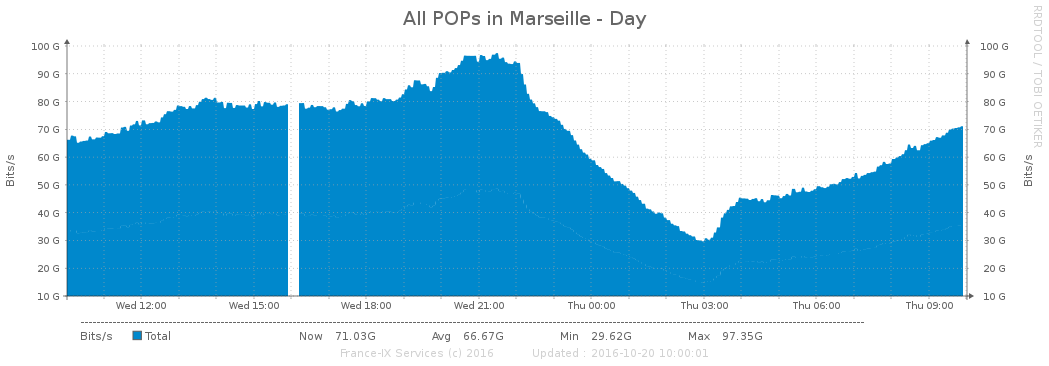 All POPs in Marseille - Day
RRDTOOL / TOBI OETIKER
Bits/s
100 G 100 G
90 G 90 G
80 G 80 G
70 G 70 G
60 G 60 G
50 G 50 G
40 G 40 G
30 G 30 G
20 G 20 G
10 G 10 G
Bits/s
Wed 12:00 Wed 15:00 Wed 18:00 Wed 21:00 Thu 00:00 Thu 03:00 Thu 06:00 Thu 09:00
Bits/s Total Now 71.03G Avg 66.67G Min 29.62G Max 97.35G
France-IX Services (c) 2016 Updated : 2016-10-20 10:00:01